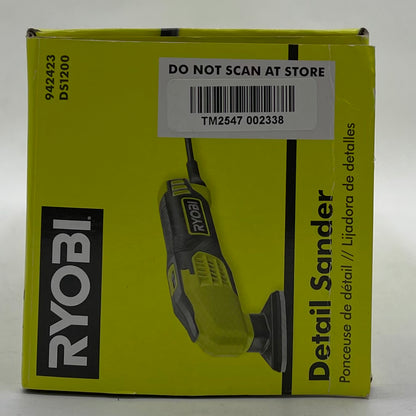 942423
DS1200
DO NOT SCAN AT STORE
TM2547 002338
RYOBI
RYOBI
Detail Sander
Ponceuse de détail // Lijadora de detalles